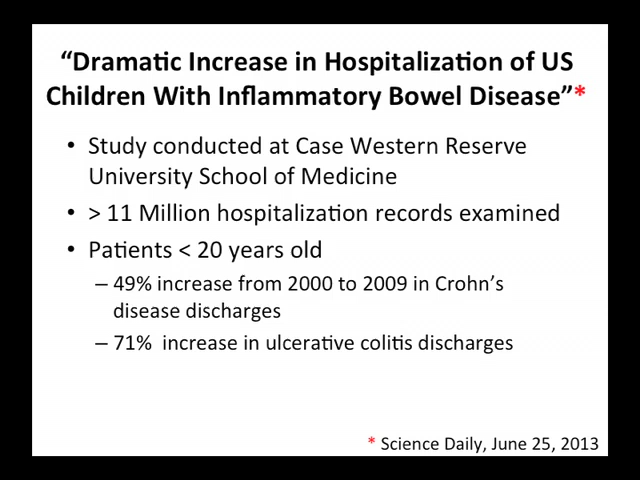 “Dramatic Increase in Hospitalization of US
Children With Inflammatory Bowel Disease”*
• Study conducted at Case Western Reserve
University School of Medicine
• > 11 Million hospitalization records examined
• Patients < 20 years old
– 49% increase from 2000 to 2009 in Crohn’s
disease discharges
– 71% increase in ulcerative colitis discharges
* Science Daily, June 25, 2013